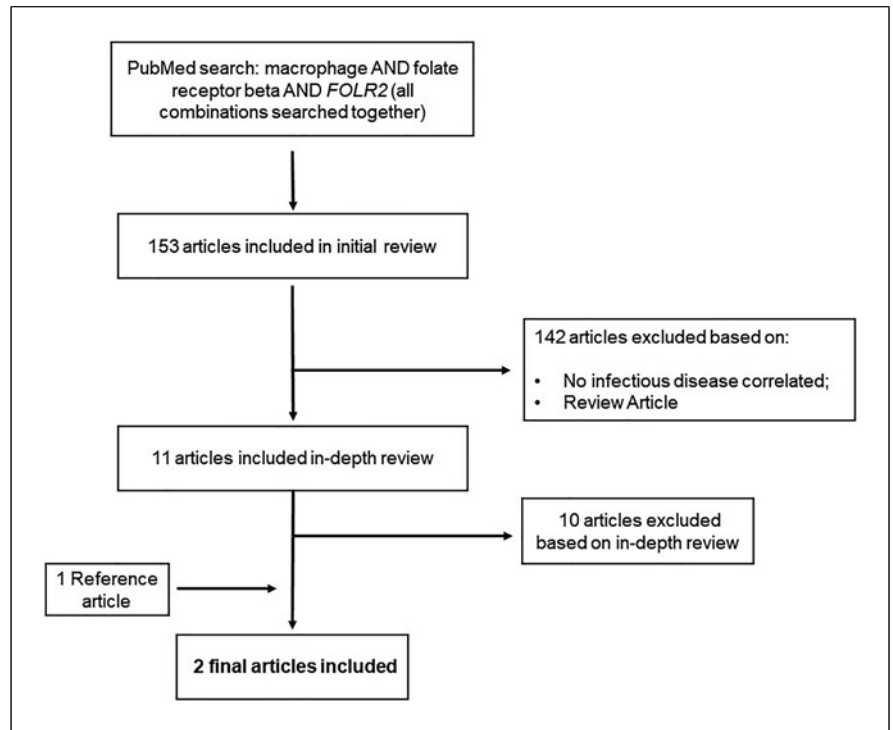 PubMed search: macrophage AND folate
receptor beta AND FOLR2 (all
combinations searched together)
153 articles included in initial review
142 articles excluded based on:
• No infectious disease correlated;
• Review Article
11 articles included in-depth review
10 articles excluded
based on in-depth review
1 Reference
article
2 final articles included